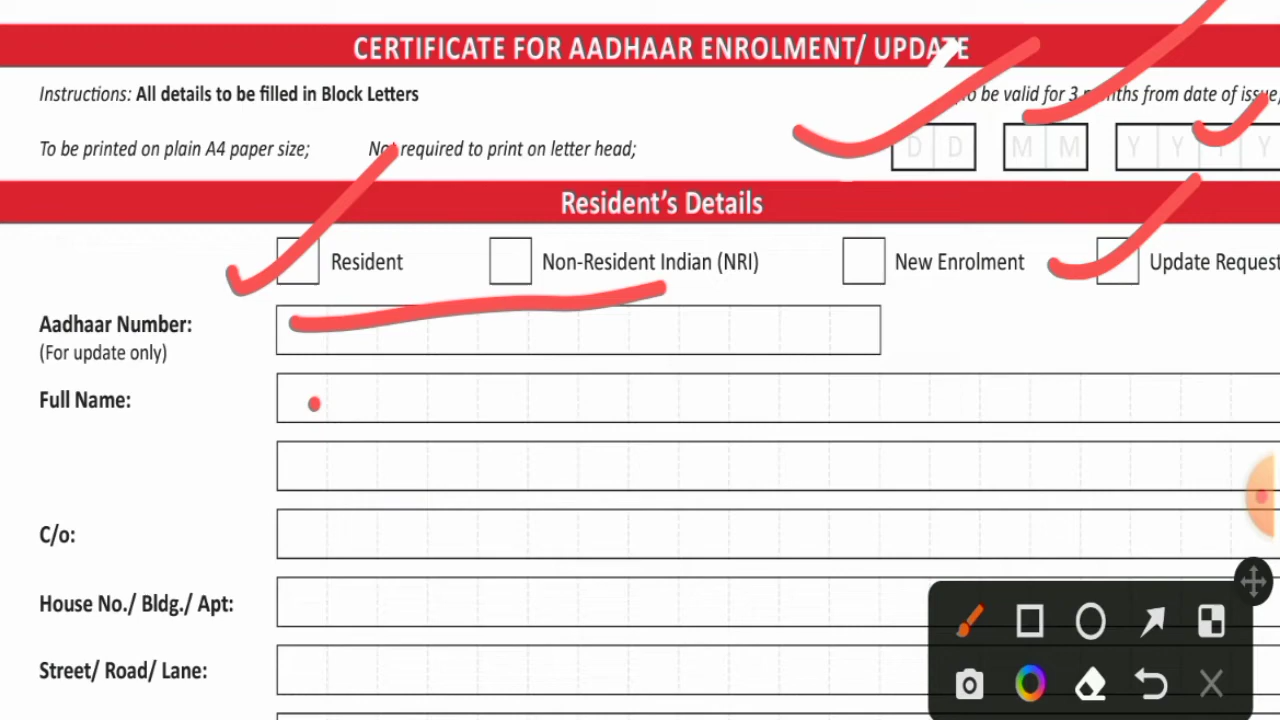 CERTIFICATE FOR AADHAAR ENROLMENT/ UPDATE
Instructions: All details to be filled in Block Letters
To be valid for 3 months from date of issue;
To be printed on plain A4 paper size;
Not required to print on letter head;
D D M M Y Y Y Y
Resident's Details
Resident
Non-Resident Indian (NRI)
New Enrolment
Update Request
Aadhaar Number:
(For update only)
Full Name:
C/o:
House No./ Bldg./ Apt:
Street/ Road/ Lane: